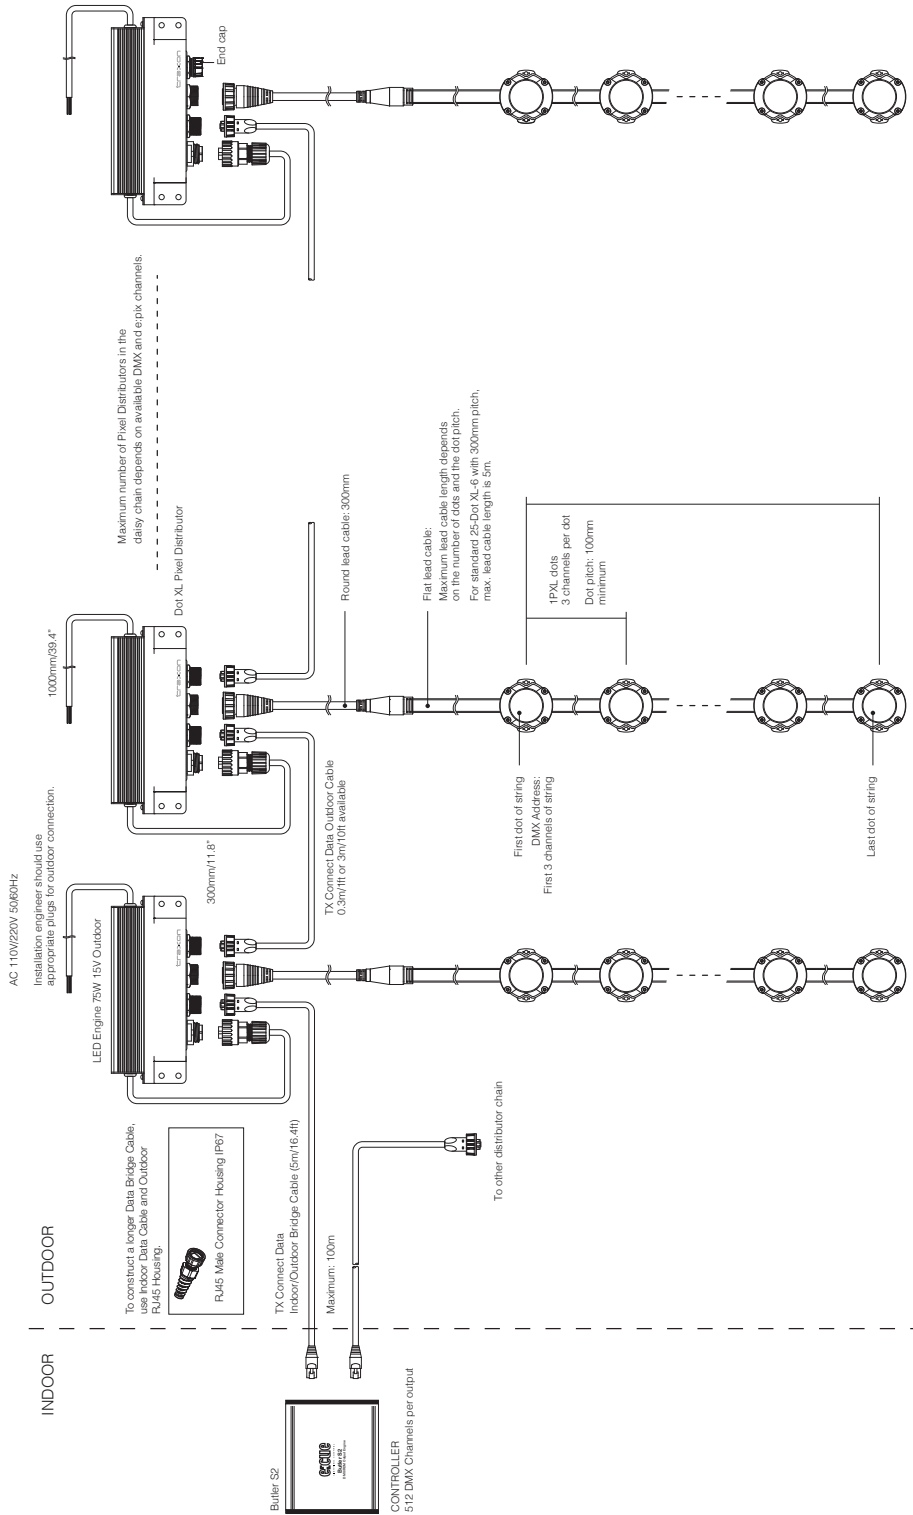 INDOOR
OUTDOOR
AC 110V/220V 50/60Hz
Installation engineer should use
appropriate plugs for outdoor connection.
LED Engine 75W 15V Outdoor
1000mm/39.4"
Dot XL Pixel Distributor
Maximum number of Pixel Distributors in the
daisy chain depends on available DMX and e:pix channels.
End cap
traxon
traxon
traxon
To construct a longer Data Bridge Cable,
use Indoor Data Cable and Outdoor
RJ45 Housing.
RJ45 Male Connector Housing IP67
300mm/11.8"
TX Connect Data
Indoor/Outdoor Bridge Cable (5m/16.4ft)
Maximum: 100m
TX Connect Data Outdoor Cable
0.3m/1ft or 3m/10ft available
Round lead cable: 300mm
Flat lead cable:
Maximum lead cable length depends
on the number of dots and the dot pitch.
For standard 25-Dot XL-6 with 300mm pitch,
max. lead cable length is 5m.
Butler S2
e:cue
Butler S2
CONTROLLER
512 DMX Channels per output
To other distributor chain
First dot of string
DMX Address:
First 3 channels of string
1PXL dots
3 channels per dot
Dot pitch: 100mm
minimum
Last dot of string